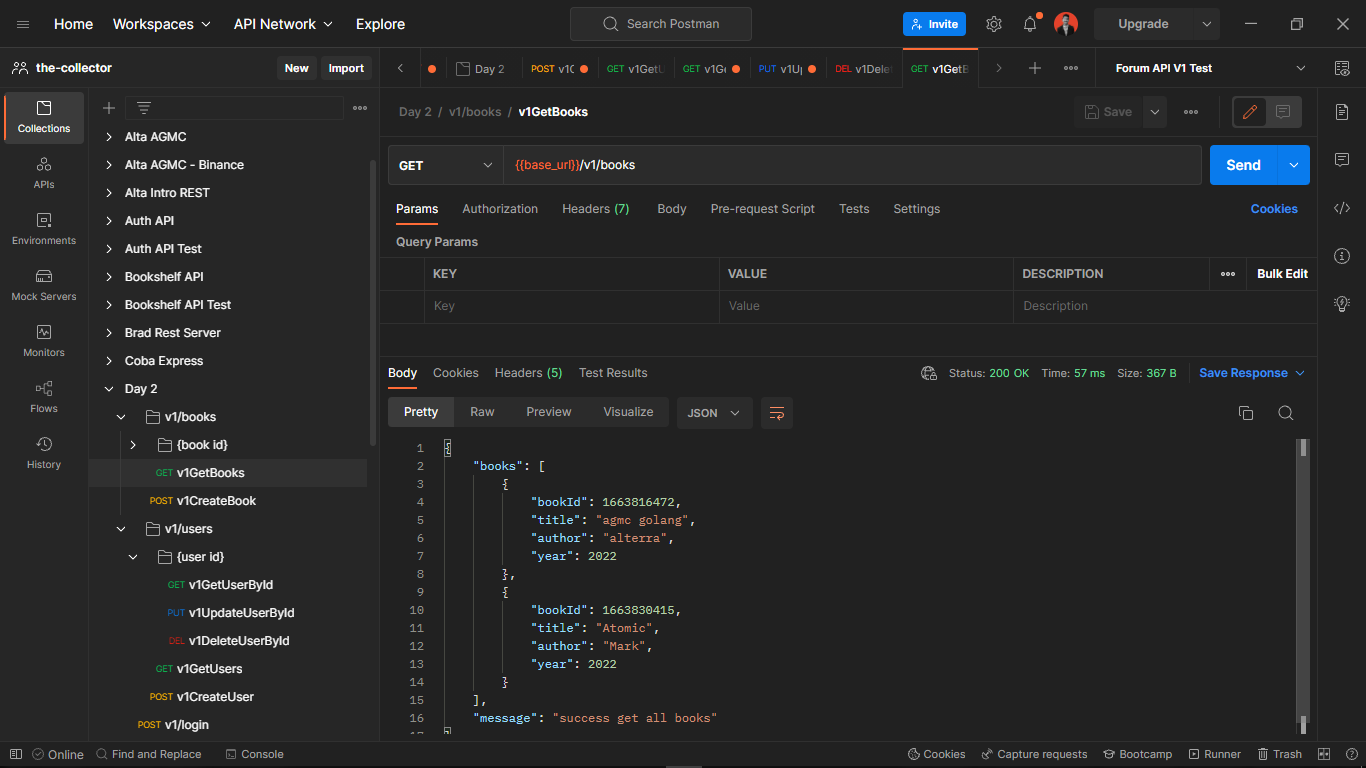 Home Workspaces API Network Explore Search Postman Invite Upgrade
the-collector New Import
Day 2 POST GET GET PUT DEL GET
Forum API V1 Test
Collections
APIs
Environments
Mock Servers
Monitors
Flows
History
Alta AGMC
Alta AGMC - Binance
Alta Intro REST
Auth API
Auth API Test
Bookshelf API
Bookshelf API Test
Brad Rest Server
Coba Express
Day 2
v1/books
{book id}
GET v1GetBooks
POST v1CreateBook
v1/users
{user id}
GET v1GetUserById
PUT v1UpdateUserById
DEL v1DeleteUserById
GET v1GetUsers
POST v1CreateUser
POST v1/login
Day 2 / v1/books / v1GetBooks Save
GET {{base_url}}/v1/books Send
Params Authorization Headers (7) Body Pre-request Script Tests Settings Cookies
Query Params
KEY VALUE DESCRIPTION Bulk Edit
Key Value Description
Body Cookies Headers (5) Test Results Status: 200 OK Time: 57 ms Size: 367 B Save Response
Pretty Raw Preview Visualize JSON
1 {
2 "books": [
3 {
4 "bookId": 1663816472,
5 "title": "agmc golang",
6 "author": "alterra",
7 "year": 2022
8 },
9 {
10 "bookId": 1663830415,
11 "title": "Atomic",
12 "author": "Mark",
13 "year": 2022
14 }
15 ],
16 "message": "success get all books"
Online Find and Replace Console Cookies Capture requests Bootcamp Runner Trash